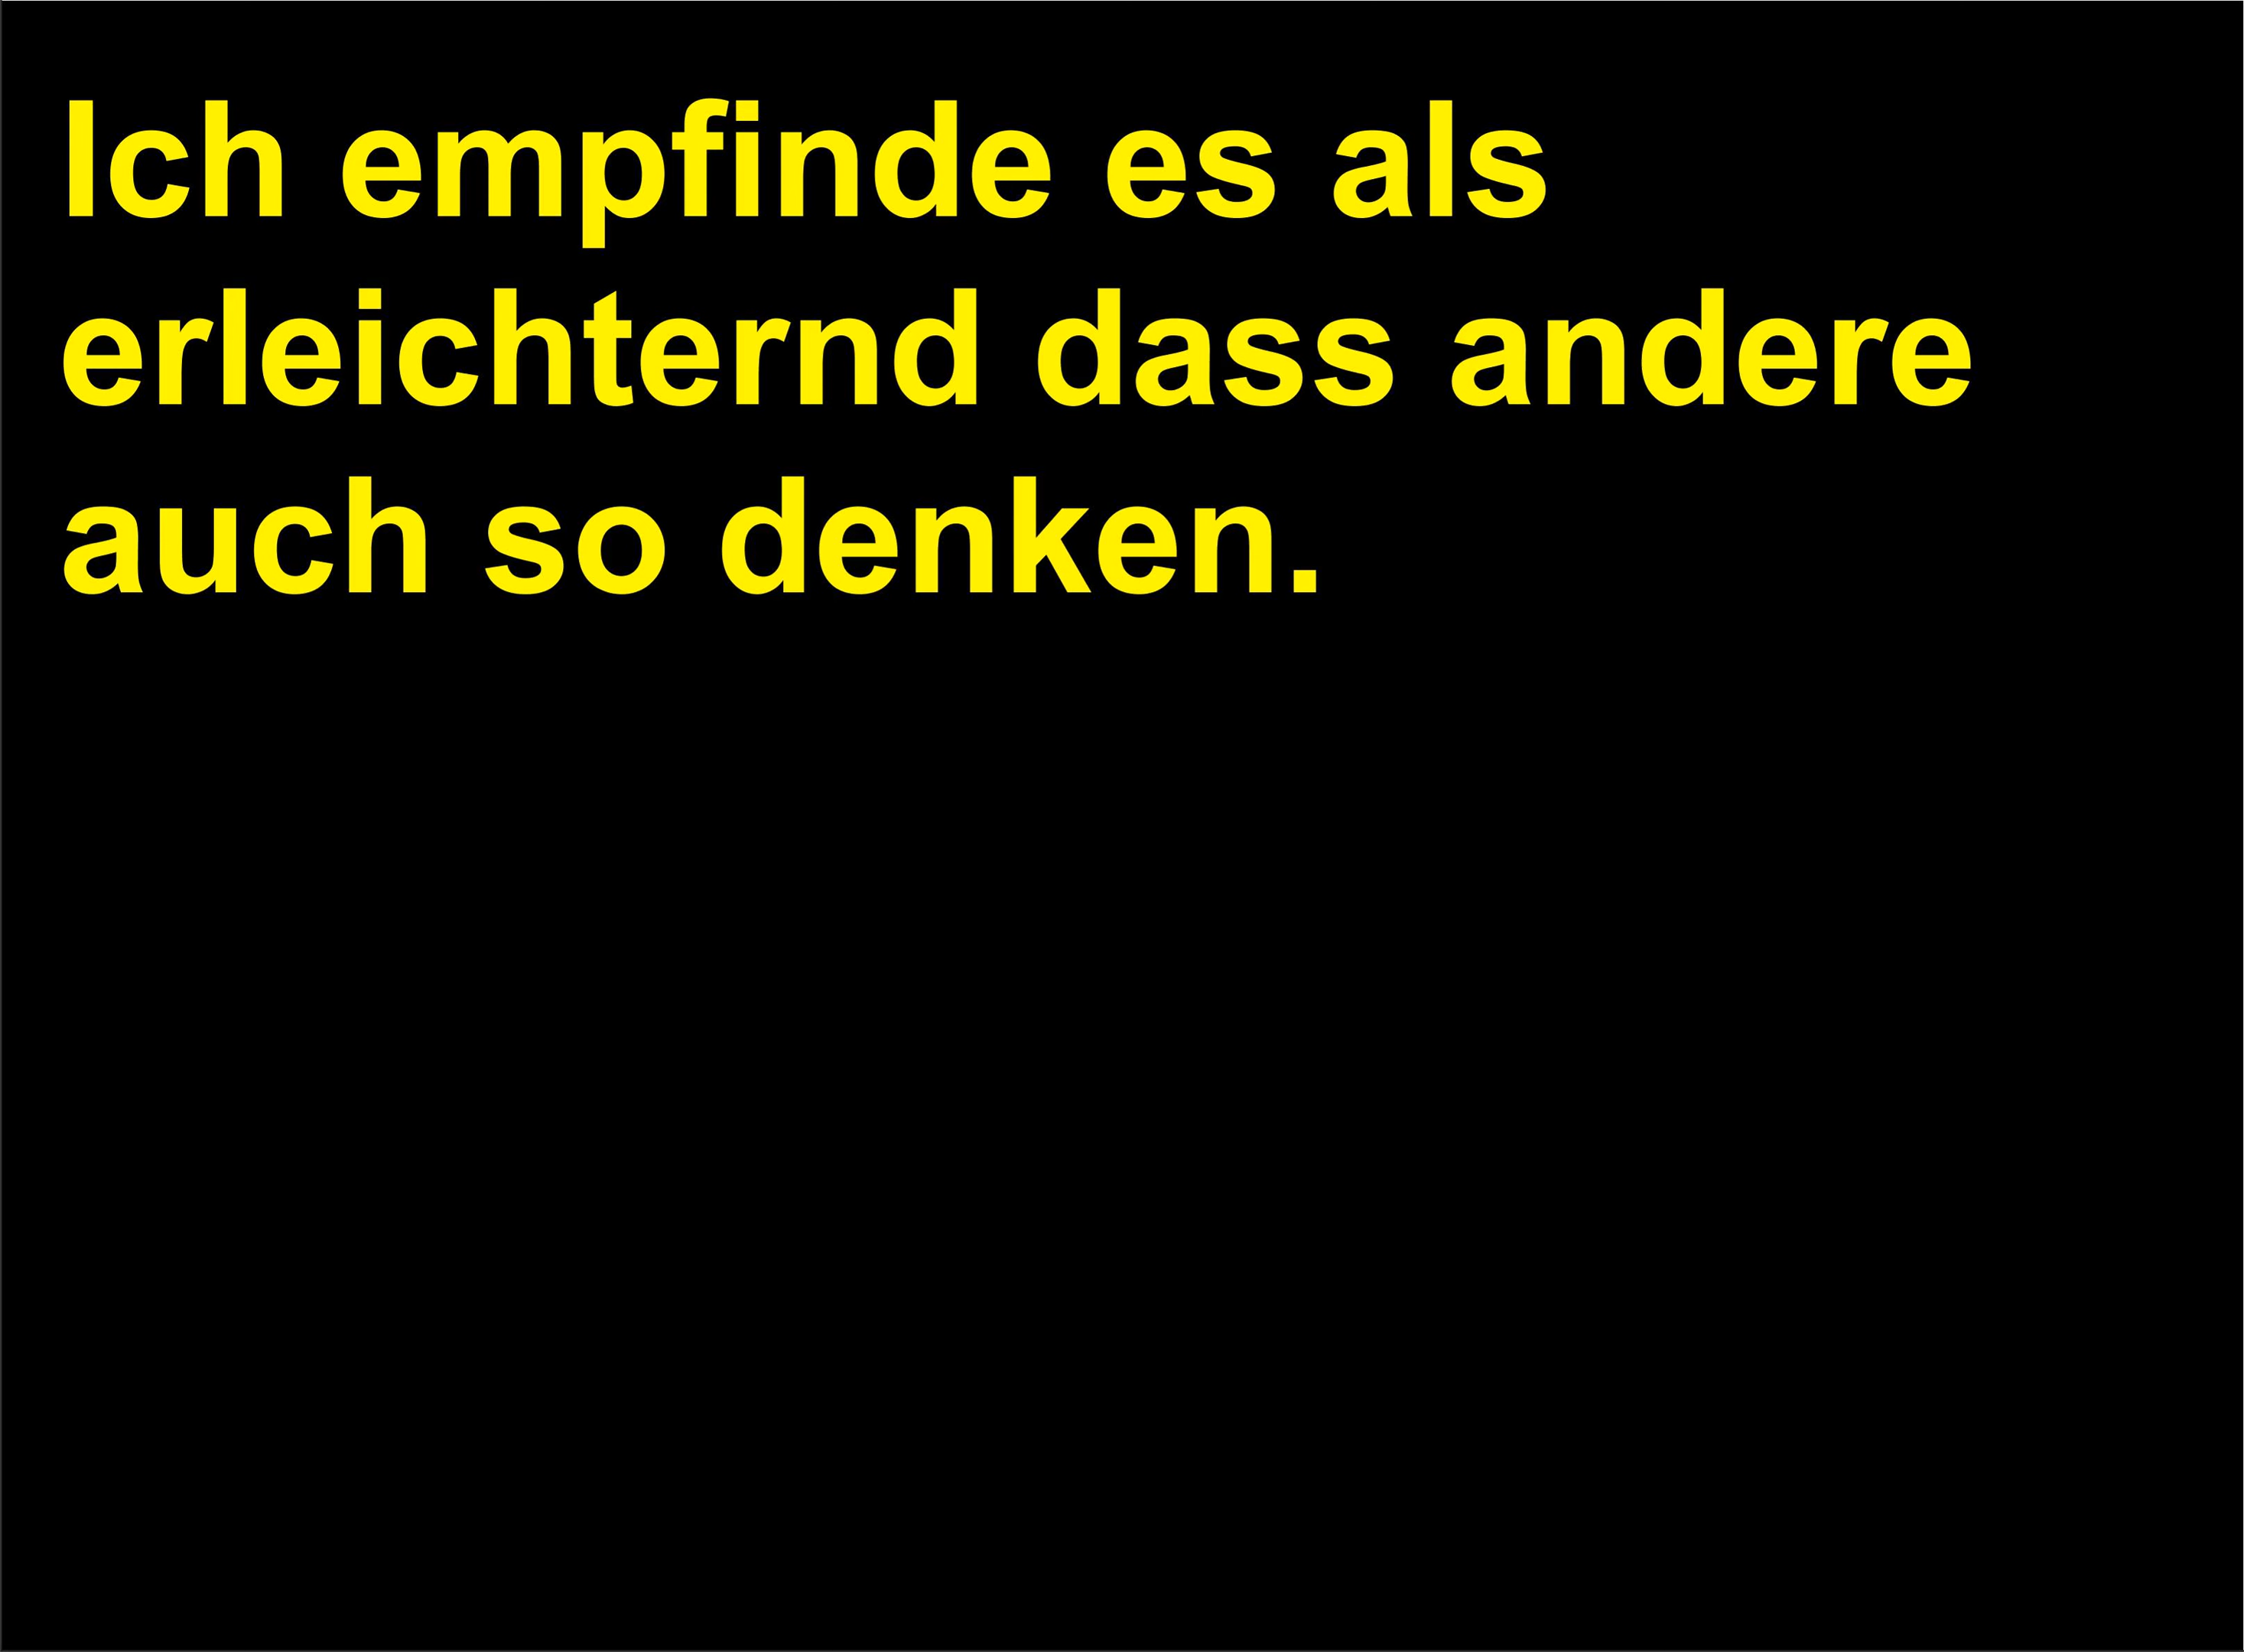 Ich empfinde es als
erleichternd dass andere
auch so denken.